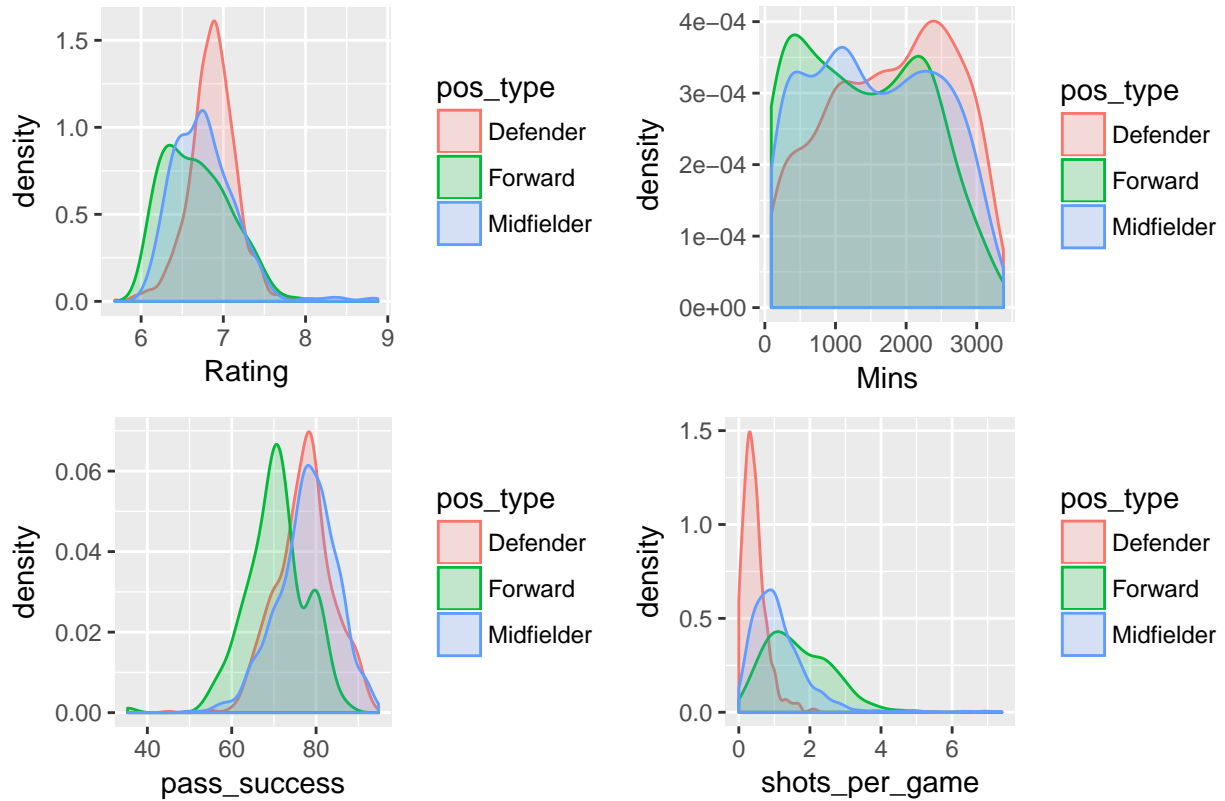 1.5
1.0
0.5
0.0
density
6 7 8 9
Rating
pos_type
Defender
Forward
Midfielder
4e−04
3e−04
2e−04
1e−04
0e+00
density
0 1000 2000 3000
Mins
pos_type
Defender
Forward
Midfielder
0.06
0.04
0.02
0.00
density
40 60 80
pass_success
pos_type
Defender
Forward
Midfielder
1.5
1.0
0.5
0.0
density
0 2 4 6
shots_per_game
pos_type
Defender
Forward
Midfielder